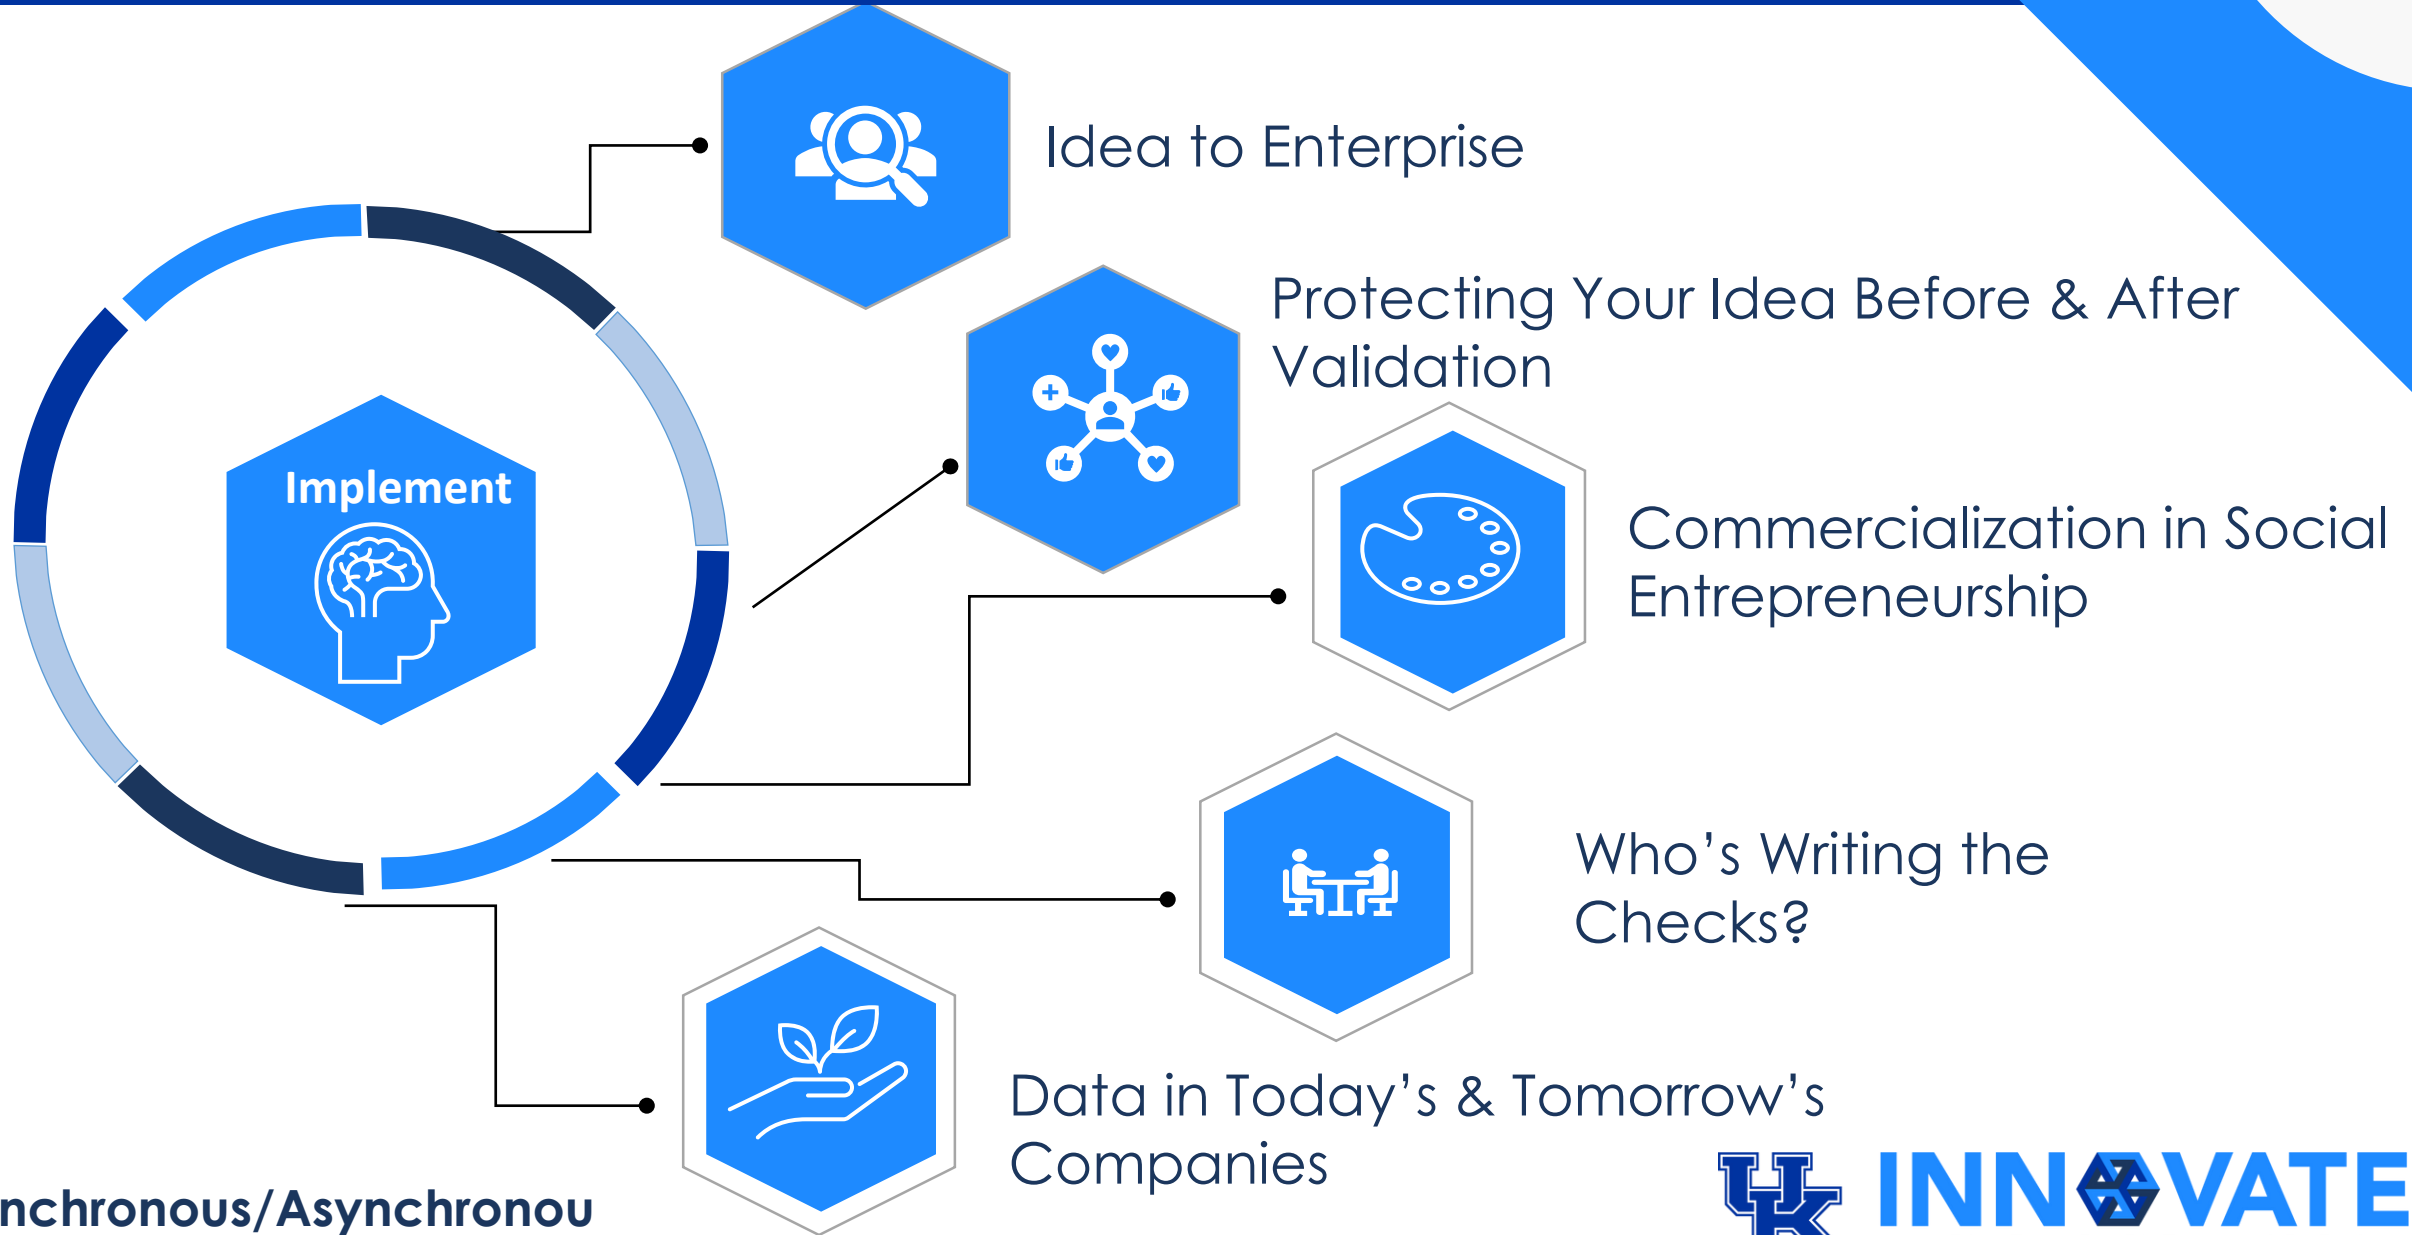 Idea to Enterprise
Protecting Your Idea Before & After
Validation
Implement
Commercialization in Social
Entrepreneurship
Who's Writing the
Checks?
Data in Today's & Tomorrow's
Companies
nchronous/Asynchronou
UK INNOVATE